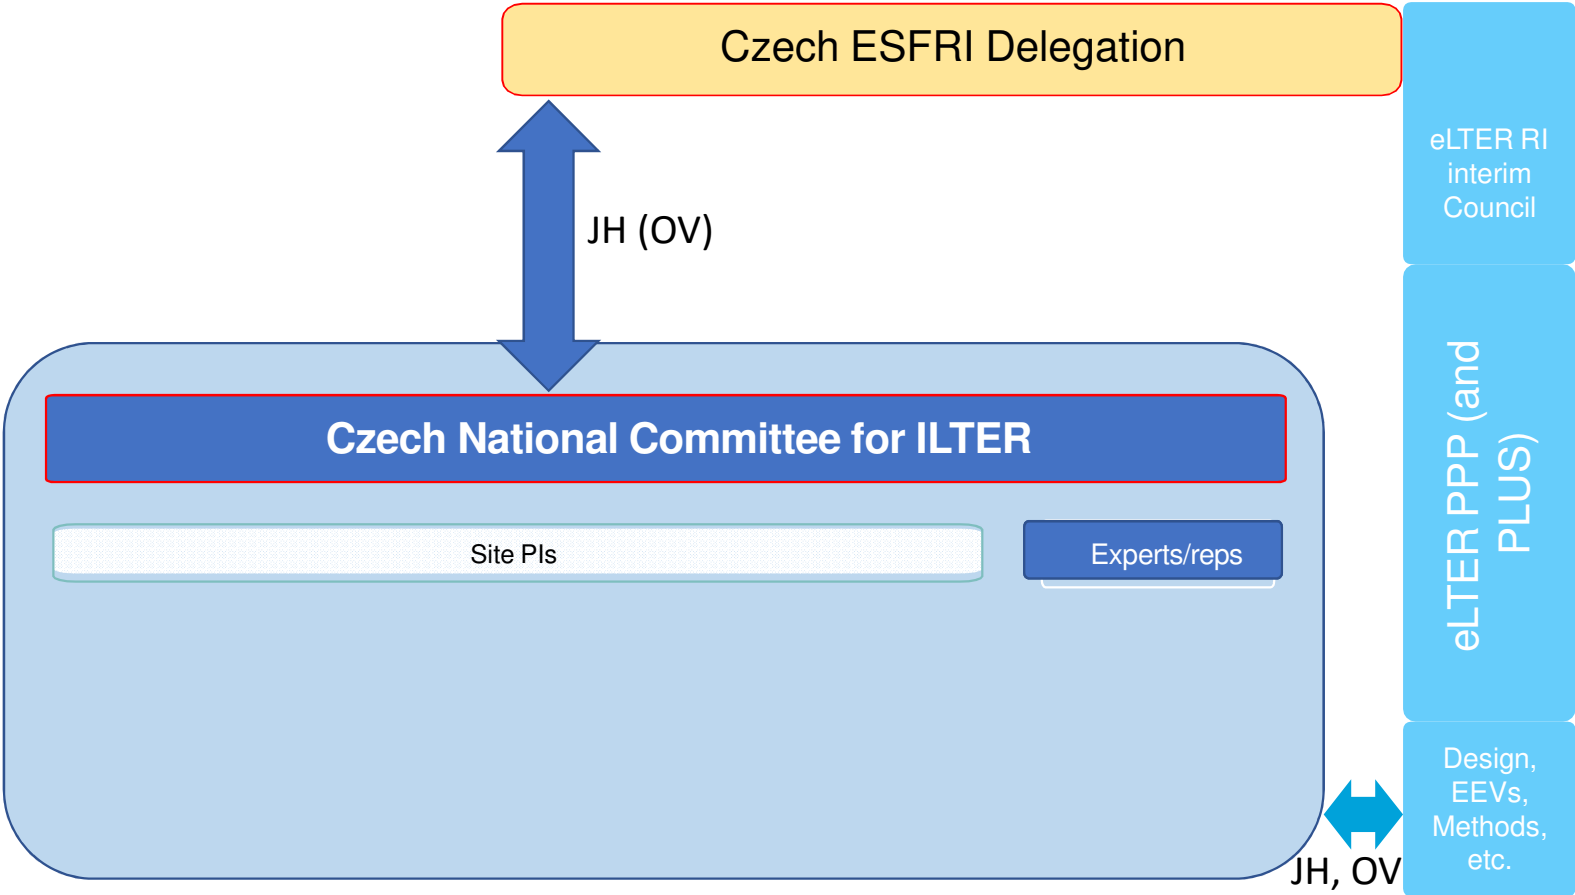 Czech ESFRI Delegation
eLTER RI
interim
Council
JH (OV)
Czech National Committee for ILTER
Site PIs
Experts/reps
eLTER PPP (and
PLUS)
Design,
EEVs,
Methods,
etc.
JH, OV